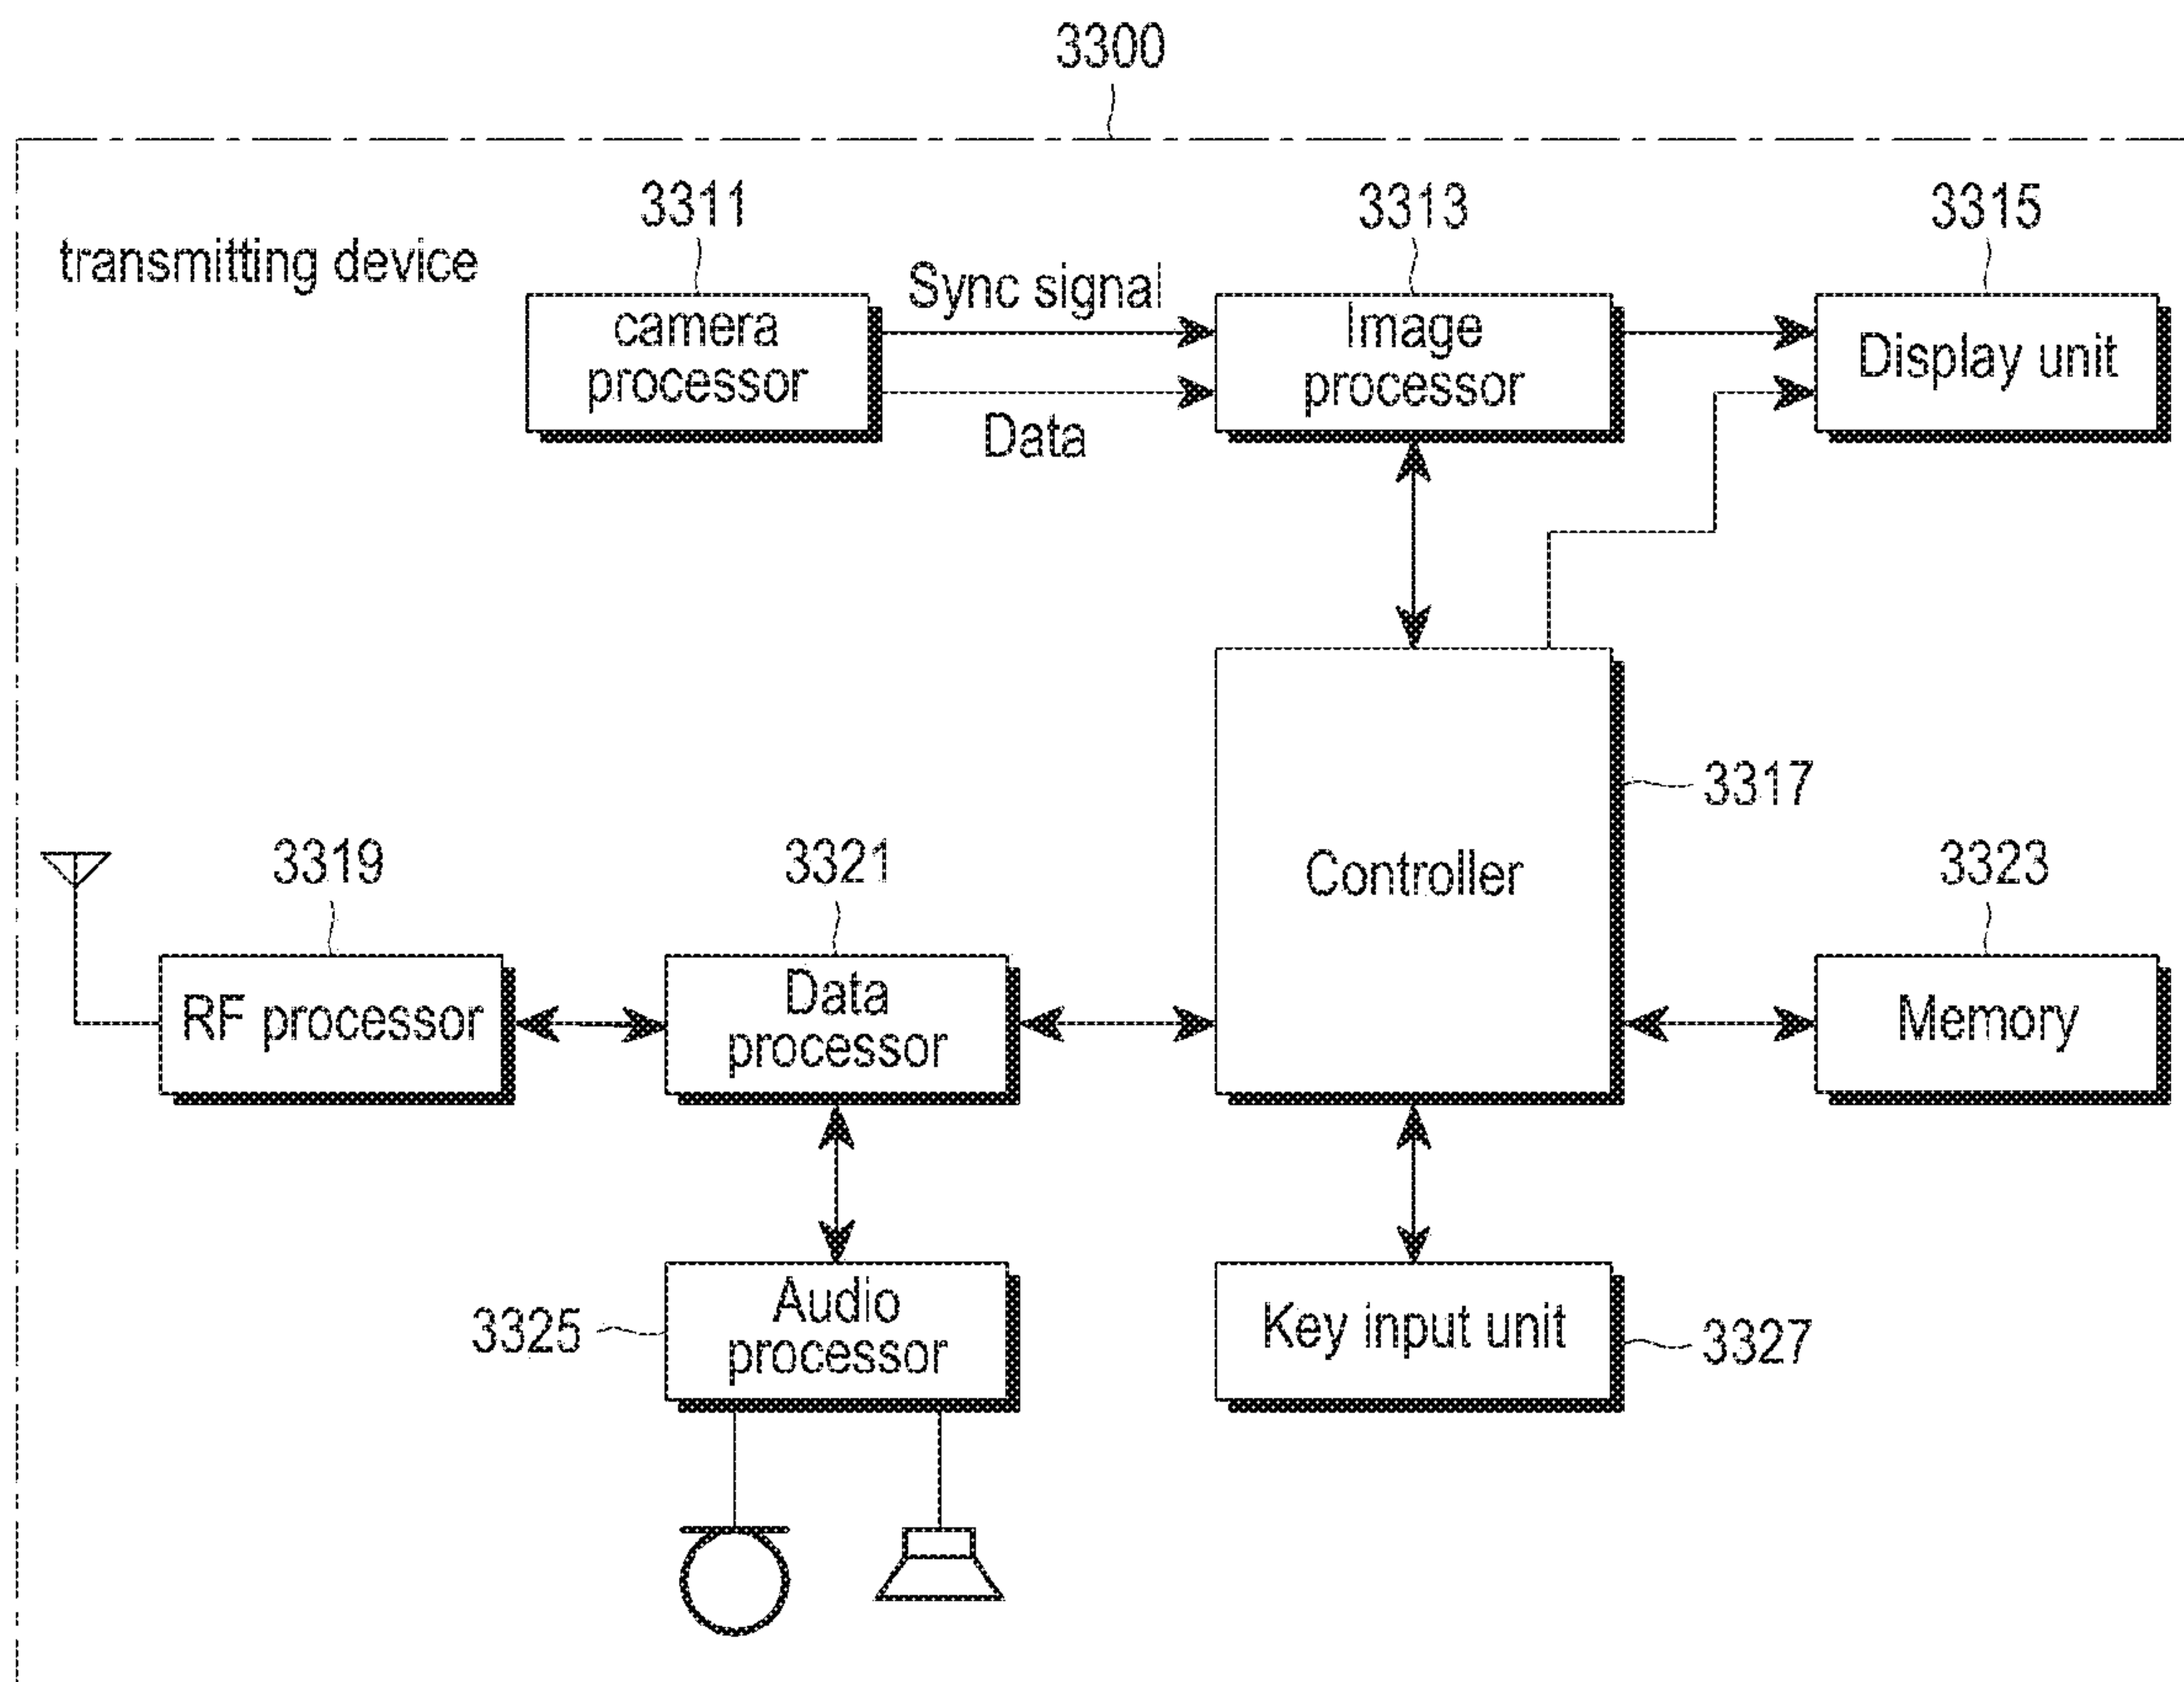 3300
transmitting device
3311
3313
3315
camera
processor
Sync signal
Data
Image
processor
Display unit
3317
Controller
3319
3321
3323
RF processor
Data
processor
Memory
3325
Audio
processor
Key input unit
3327